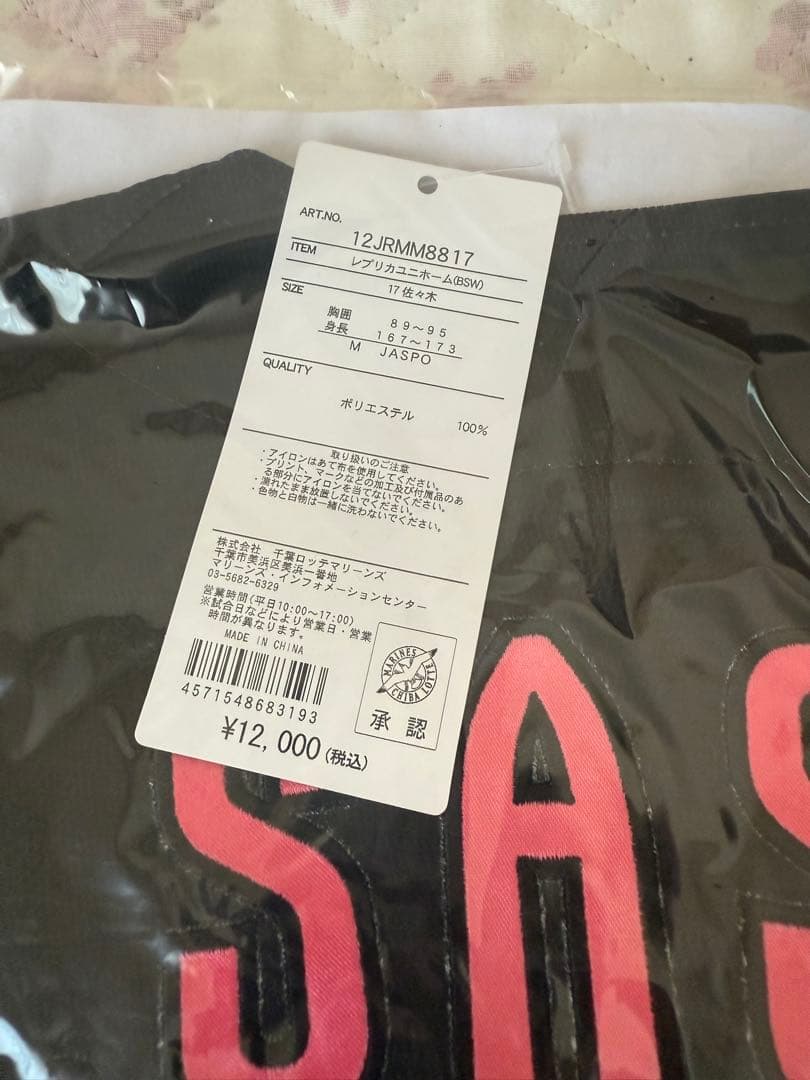 ART.NO.
12JRMM8817
ITEM
レプリカユニホーム(BSW)
17 佐々木
SIZE
胸囲 89～95
身長 167～173
M JASPO
QUALITY
ポリエステル 100%
取り扱いのご注意
・アイロンはあて布を使用してください。
・プリント、マークなどの加工及び付属品のあ
る部分にアイロンを当てないでください。
・濡れたまま放置しないでください。
・色物と白物は一緒に洗わないでください。
株式会社 千葉ロッテマリーンズ
千葉市美浜区美浜一番地
マリーンズ・インフォメーションセンター
03-5682-6329
営業時間(平日10:00～17:00)
※試合日などにより営業日・営業
時間が異なります。
MADE IN CHINA
4571548683193
¥12,000(税込)
MARINES
CHIBA LOTTE
承認
SAS